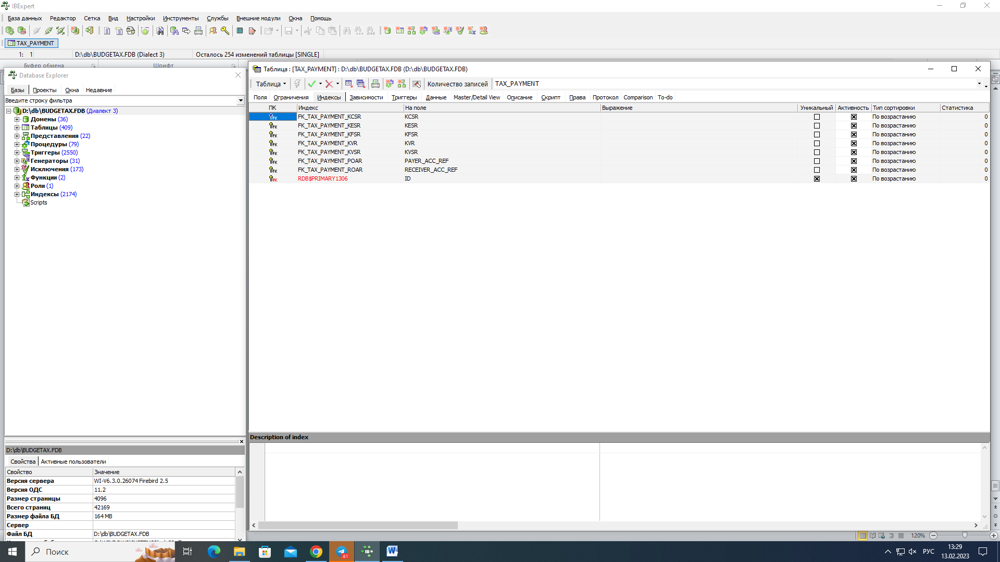 IBExpert
База данных Редактор Сетка Вид Настройки Инструменты Службы Внешние модули Окна Помощь
TAX_PAYMENT
1: 1 D:\db\BUDGETAX.FDB (Dialect 3) Осталось 254 изменений таблицы [SINGLE]
Буфер обмена Шрифт
Database Explorer
Базы Проекты Окна Недавние
Введите строку фильтра
D:\db\BUDGETAX.FDB (Диалект 3)
Домены (36)
Таблицы (409)
Представления (22)
Процедуры (79)
Триггеры (2550)
Генераторы (31)
Исключения (173)
Функции (2)
Роли (1)
Индексы (2174)
Scripts
D:\db\BUDGETAX.FDB
Свойства Активные пользователи
Свойство Значение
Версия сервера WI-V6.3.0.26074 Firebird 2.5
Версия ОДС 11.2
Размер страницы 4096
Всего страниц 42169
Размер файла БД 164 MB
Сервер
Файл БД D:\db\BUDGETAX.FDB
Таблица : [TAX_PAYMENT] : D:\db\BUDGETAX.FDB (D:\db\BUDGETAX.FDB)
Таблица Количество записей TAX_PAYMENT
Поля Ограничения Индексы Зависимости Триггеры Данные Master/Detail View Описание Скрипт Права Протокол Comparison To-do
ПК Индекс На поле Выражение Уникальный Активность Тип сортировки Статистика
FK FK_TAX_PAYMENT_KCSR KCSR По возрастанию 0
FK FK_TAX_PAYMENT_KESR KESR По возрастанию 0
FK FK_TAX_PAYMENT_KFSR KFSR По возрастанию 0
FK FK_TAX_PAYMENT_KVR KVR По возрастанию 0
FK FK_TAX_PAYMENT_KVSR KVSR По возрастанию 0
FK FK_TAX_PAYMENT_POAR PAYER_ACC_REF По возрастанию 0
FK FK_TAX_PAYMENT_ROAR RECEIVER_ACC_REF По возрастанию 0
PK RDB$PRIMARY1306 ID По возрастанию 0
Description of index
120%
Поиск
61
IB
РУС
13:29
13.02.2023